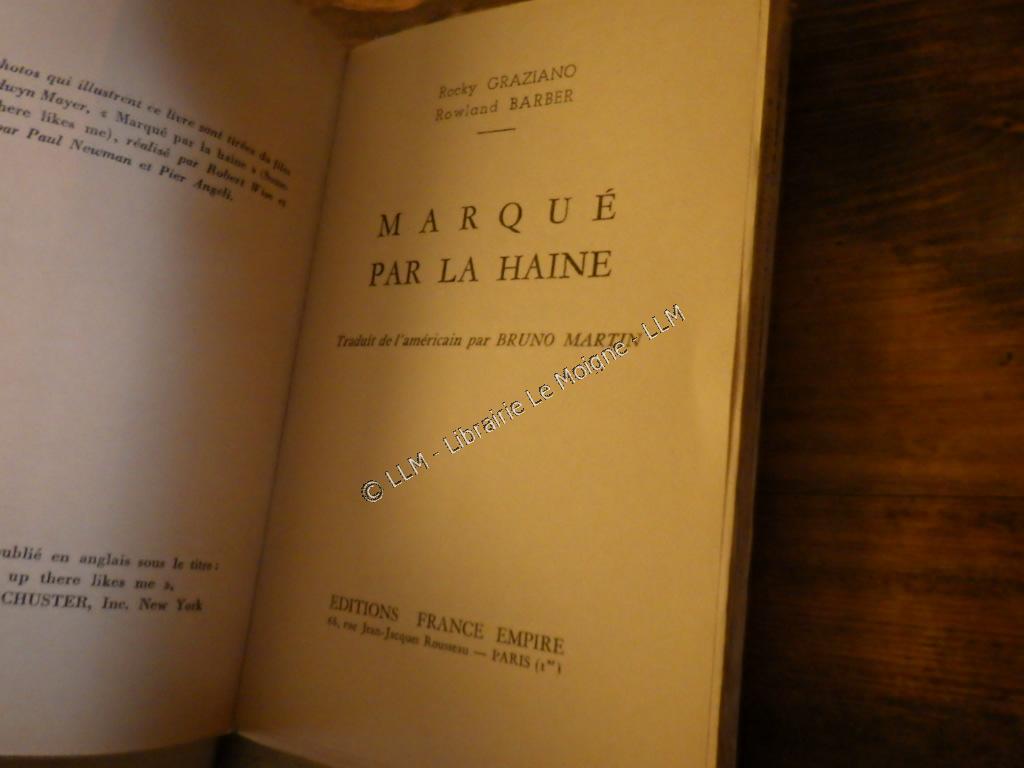 hotos qui illustrent ce livre sont tirées du film
dwyn Mayer, « Marqué par la haine » (Some-
here likes me), réalisé par Robert Wise et
par Paul Newman et Pier Angeli.
ublié en anglais sous le titre :
up there likes me ».
CHUSTER, Inc. New York
Rocky GRAZIANO
Rowland BARBER
MARQUÉ
PAR LA HAINE
Traduit de l'américain par BRUNO MARTIN
© LLM - Librairie Le Moigne - LLM
EDITIONS FRANCE EMPIRE
68, rue Jean-Jacques Rousseau — PARIS (1er)